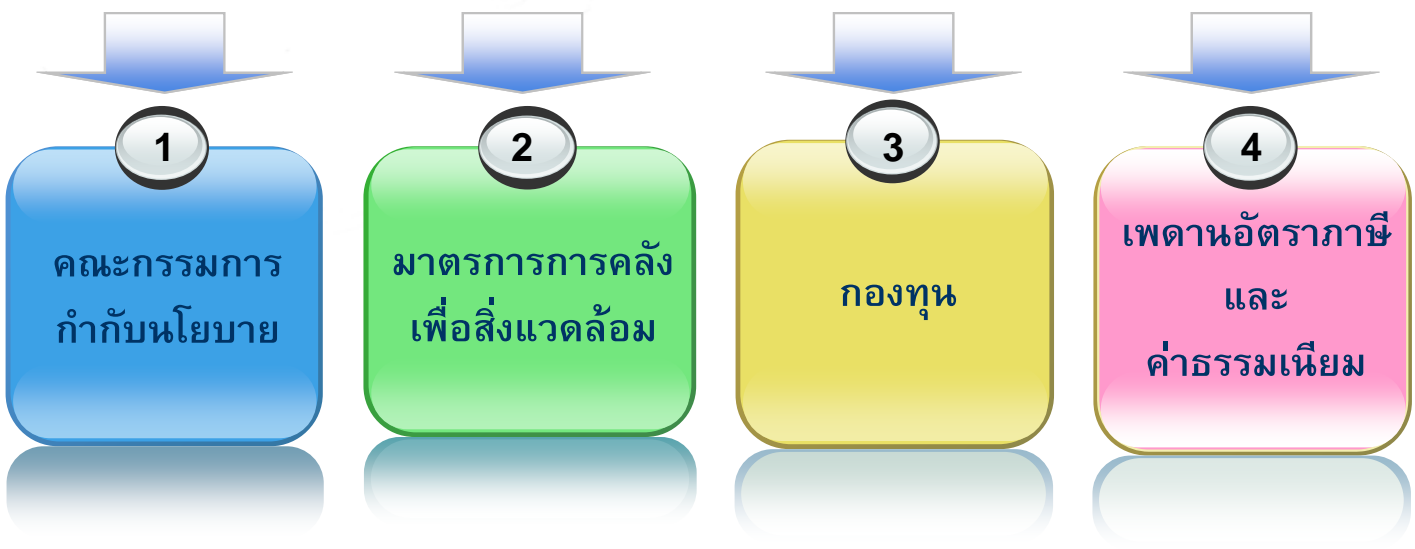 1
คณะกรรมการ
กำกับนโยบาย
2
มาตรการการคลัง
เพื่อสิ่งแวดล้อม
3
กองทุน
4
เพดานอัตราภาษี
และ
ค่าธรรมเนียม